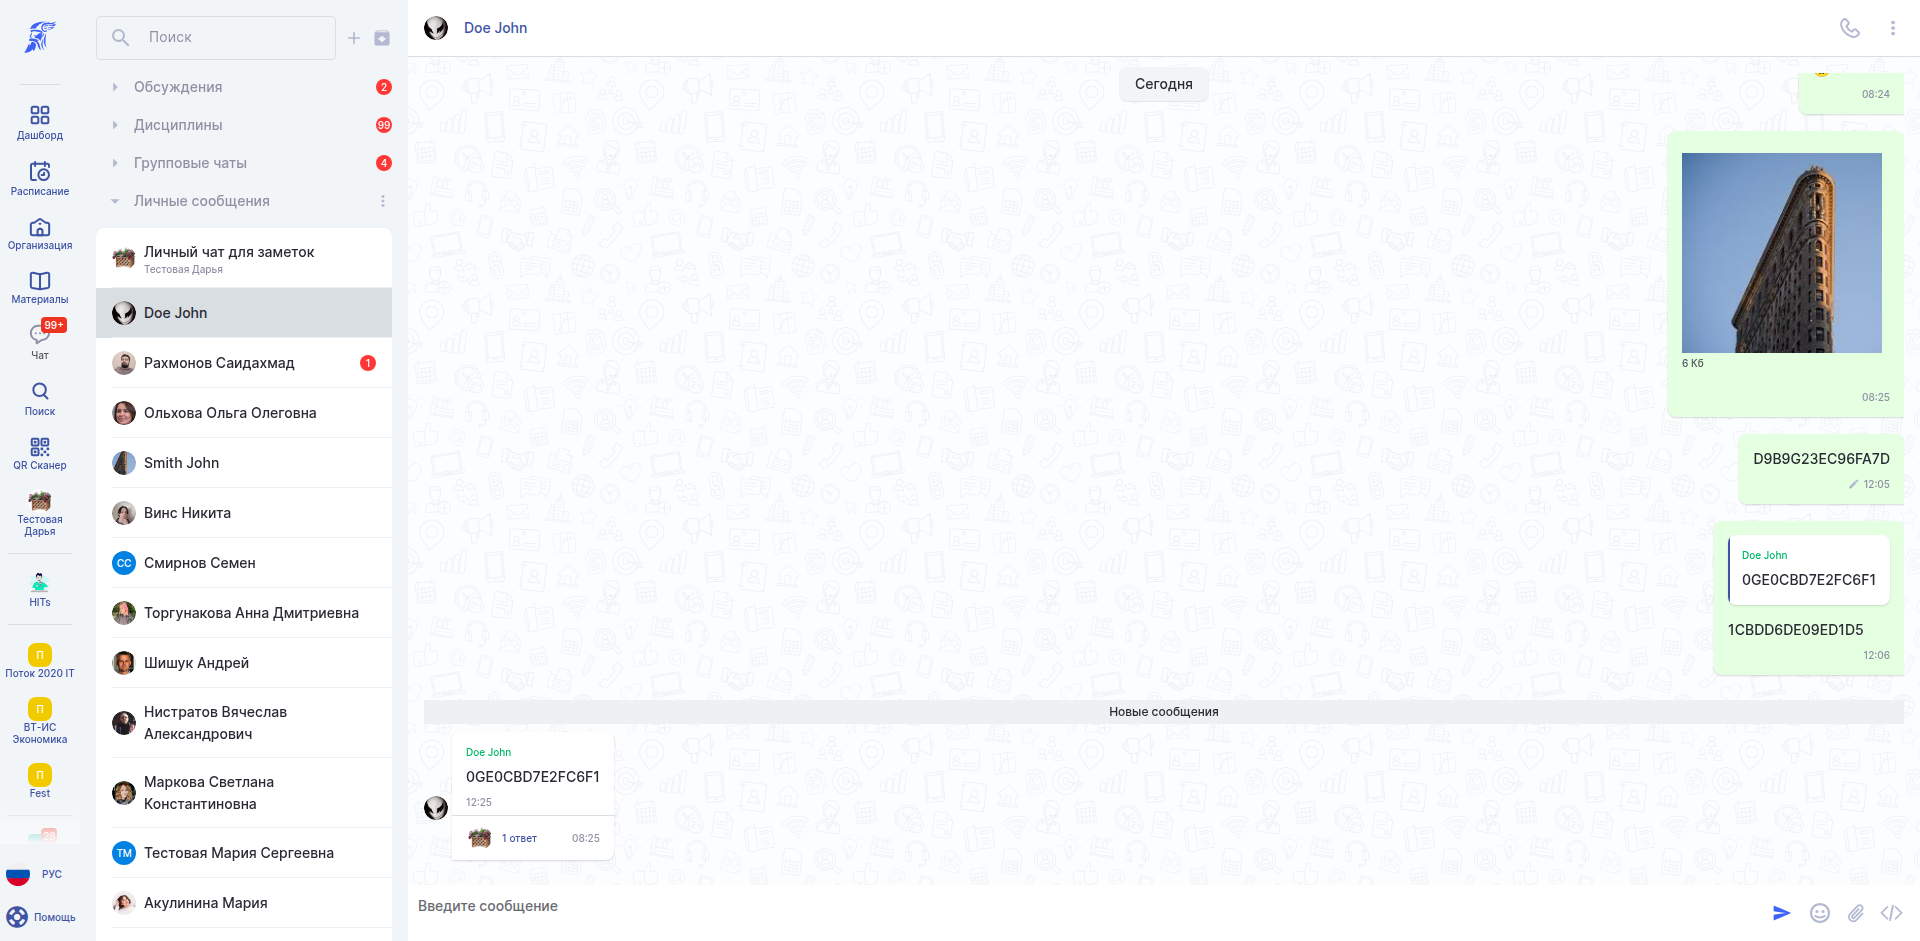 Дашборд
Расписание
Организация
Материалы
99+
Чат
Поиск
QR Сканер
Тестовая
Дарья
HITs
П
Поток 2020 IT
П
ВТ-ИС
Экономика
П
Fest
28
РУС
Помощь
Поиск
Обсуждения 2
Дисциплины 99
Групповые чаты 4
Личные сообщения
Личный чат для заметок
Тестовая Дарья
Doe John
Рахмонов Саидахмад 1
Ольхова Ольга Олеговна
Smith John
Винс Никита
СС Смирнов Семен
Торгунакова Анна Дмитриевна
Шишук Андрей
Нистратов Вячеслав
Александрович
Маркова Светлана
Константиновна
ТМ Тестовая Мария Сергеевна
Акулинина Мария
Doe John
Сегодня
08:24
6 Кб
08:25
D9B9G23EC96FA7D
12:05
Doe John
0GE0CBD7E2FC6F1
1CBDD6DE09ED1D5
12:06
Новые сообщения
Doe John
0GE0CBD7E2FC6F1
12:25
1 ответ 08:25
Введите сообщение